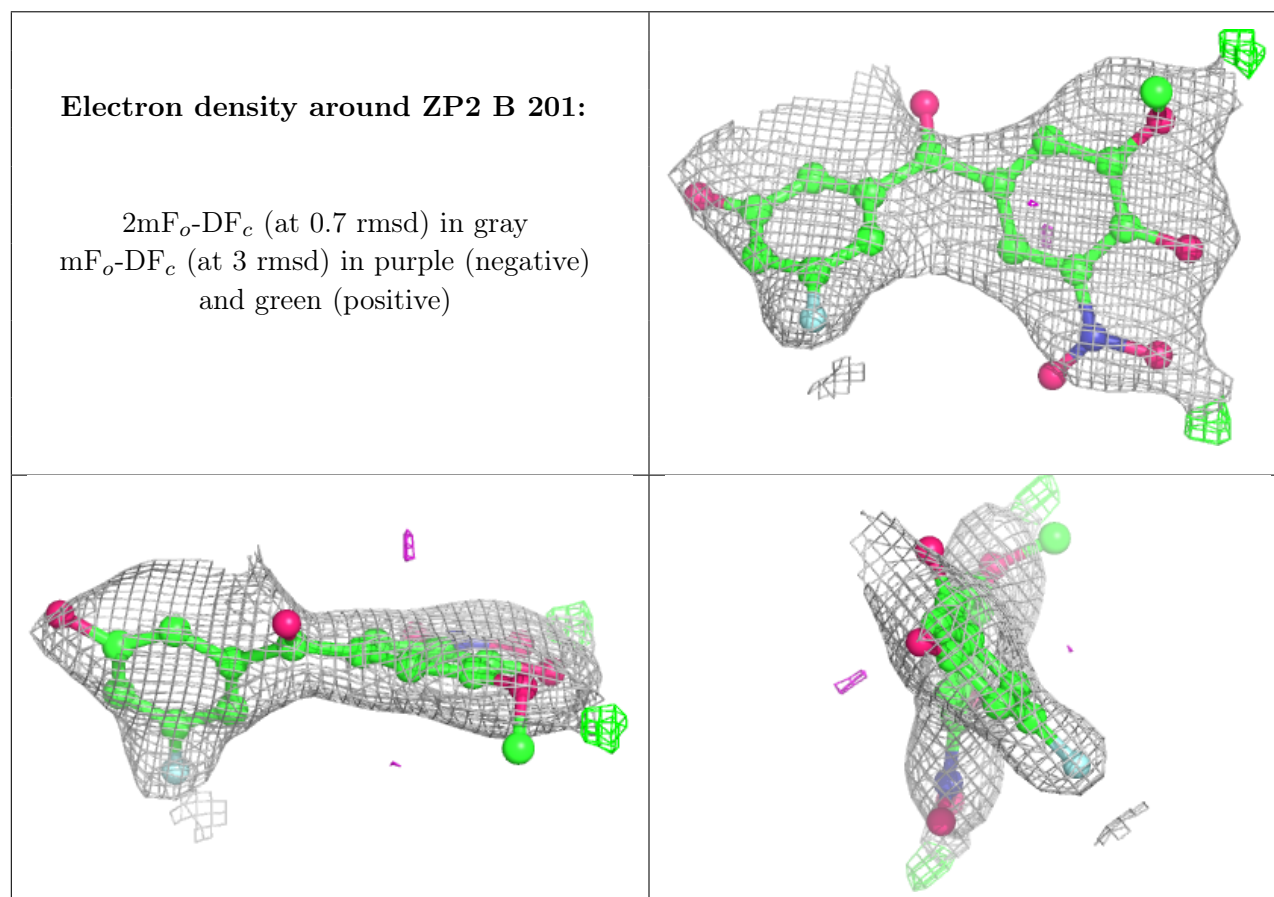 Electron density around ZP2 B 201:
2mFo-DFc (at 0.7 rmsd) in gray
mFo-DFc (at 3 rmsd) in purple (negative)
and green (positive)